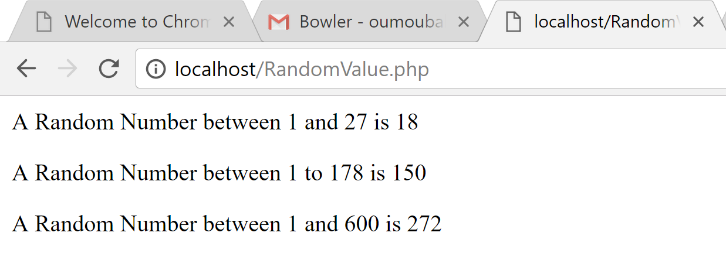 Welcome to Chrom
Bowler - oumouba
localhost/Random
localhost/RandomValue.php
A Random Number between 1 and 27 is 18
A Random Number between 1 to 178 is 150
A Random Number between 1 and 600 is 272